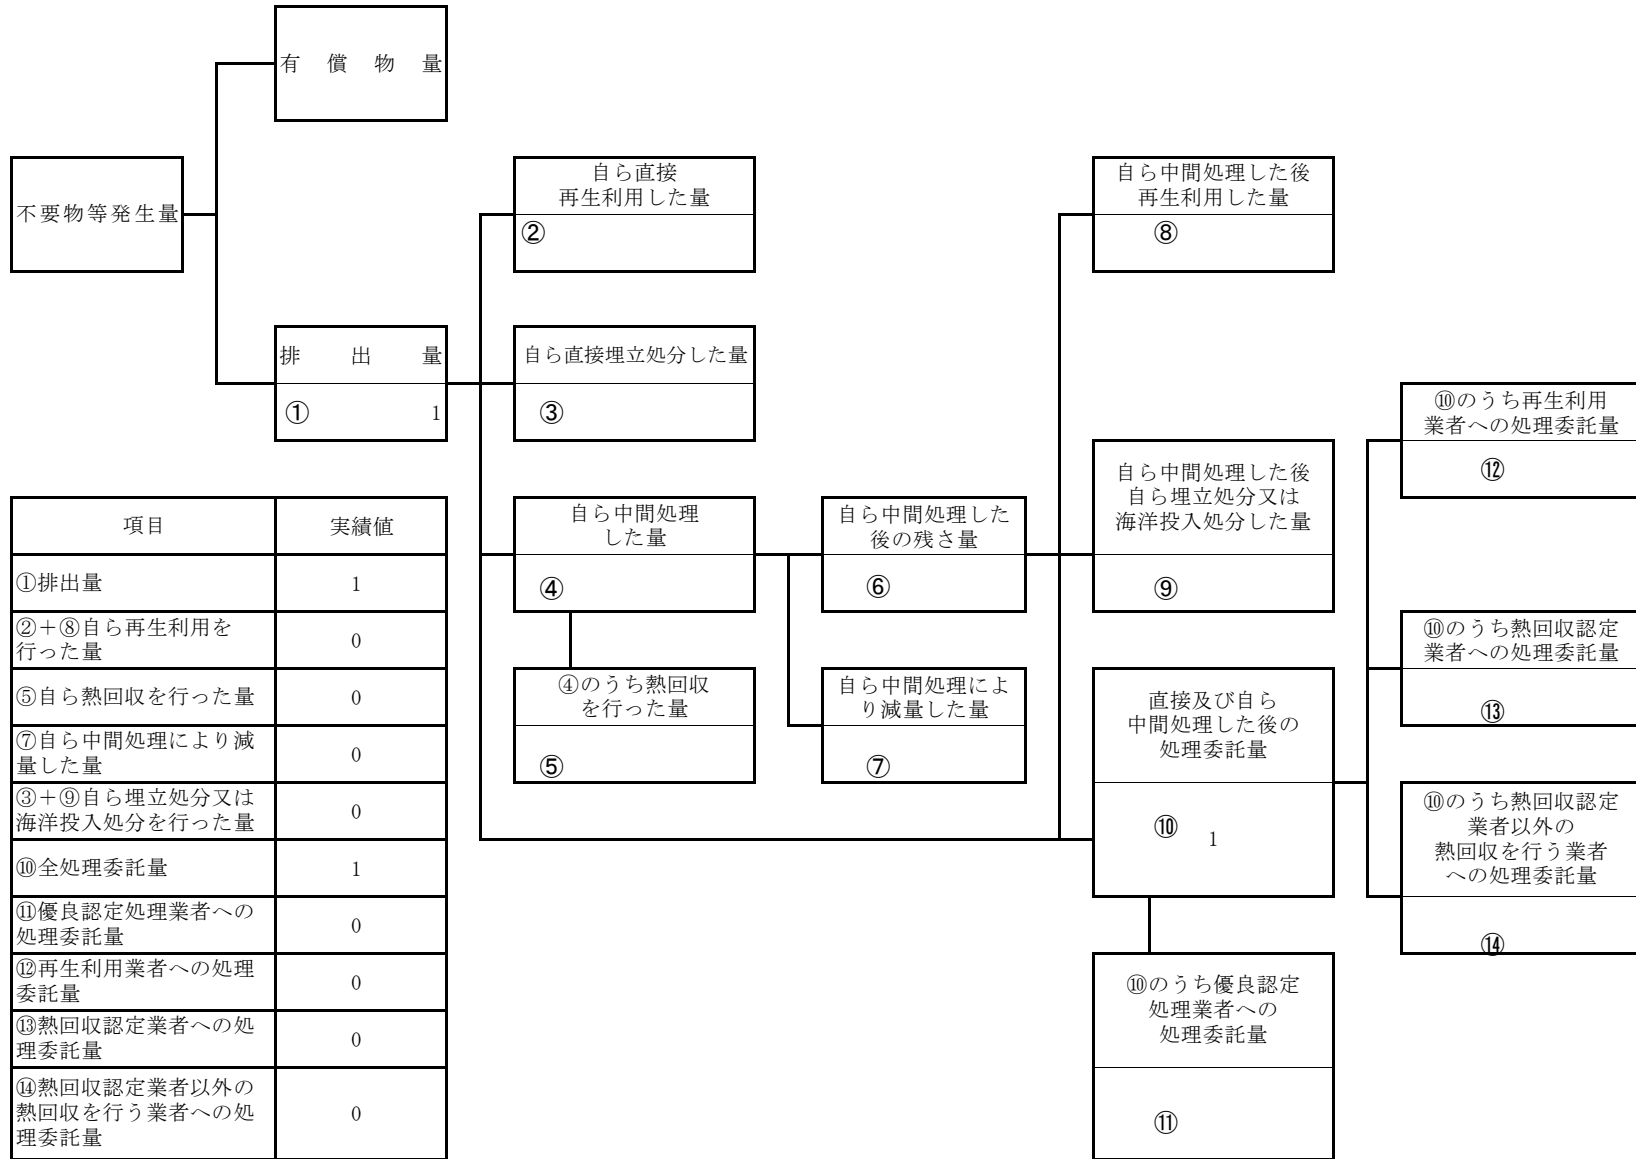 有償物量
不要物等発生量
排出量
① 1
自ら直接
再生利用した量
②
自ら直接埋立処分した量
③
自ら中間処理
した量
④
④のうち熱回収
を行った量
⑤
自ら中間処理した
後の残さ量
⑥
自ら中間処理によ
り減量した量
⑦
自ら中間処理した後
再生利用した量
⑧
自ら中間処理した後
自ら埋立処分又は
海洋投入処分した量
⑨
直接及び自ら
中間処理した後の
処理委託量
⑩ 1
⑩のうち優良認定
処理業者への
処理委託量
⑪
⑩のうち再生利用
業者への処理委託量
⑫
⑩のうち熱回収認定
業者への処理委託量
⑬
⑩のうち熱回収認定
業者以外の
熱回収を行う業者
への処理委託量
⑭
項目 実績値
①排出量 1
②+⑧自ら再生利用を
行った量 0
⑤自ら熱回収を行った量 0
⑦自ら中間処理により減
量した量 0
③+⑨自ら埋立処分又は
海洋投入処分を行った量 0
⑩全処理委託量 1
⑪優良認定処理業者への
処理委託量 0
⑫再生利用業者への処理
委託量 0
⑬熱回収認定業者への処
理委託量 0
⑭熱回収認定業者以外の
熱回収を行う業者への処
理委託量 0